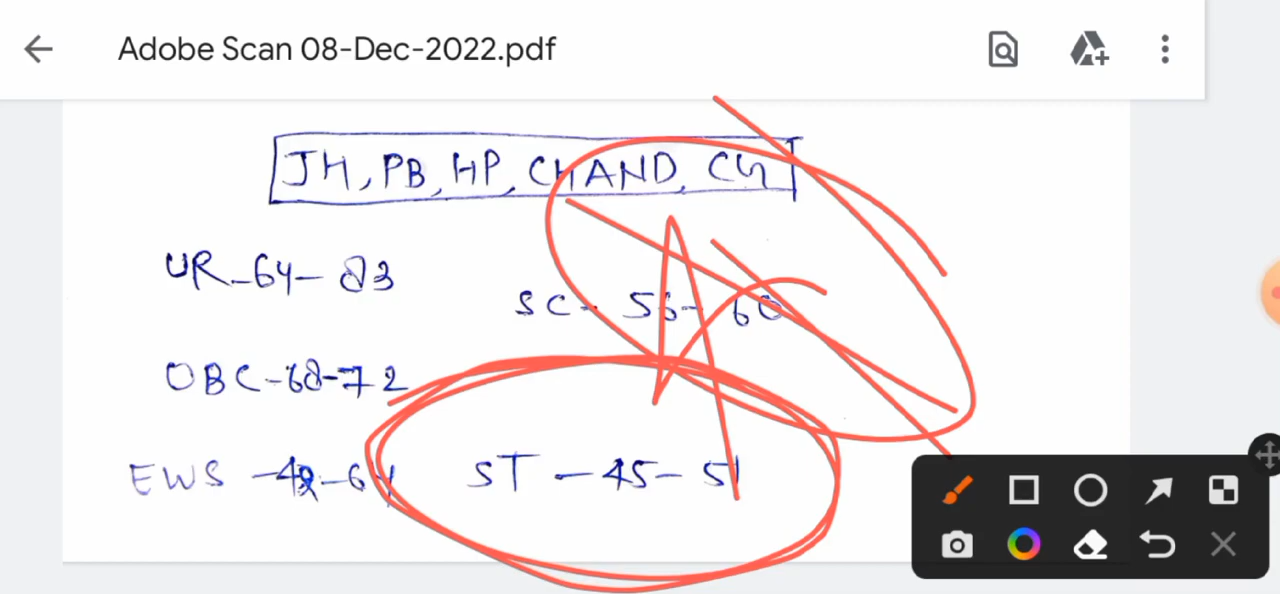 Adobe Scan 08-Dec-2022.pdf
JH, PB, HP, CHAND, CG
UR-64-83
SC- 56- 60
OBC-68-72
EWS -48-64
ST - 45 - 51